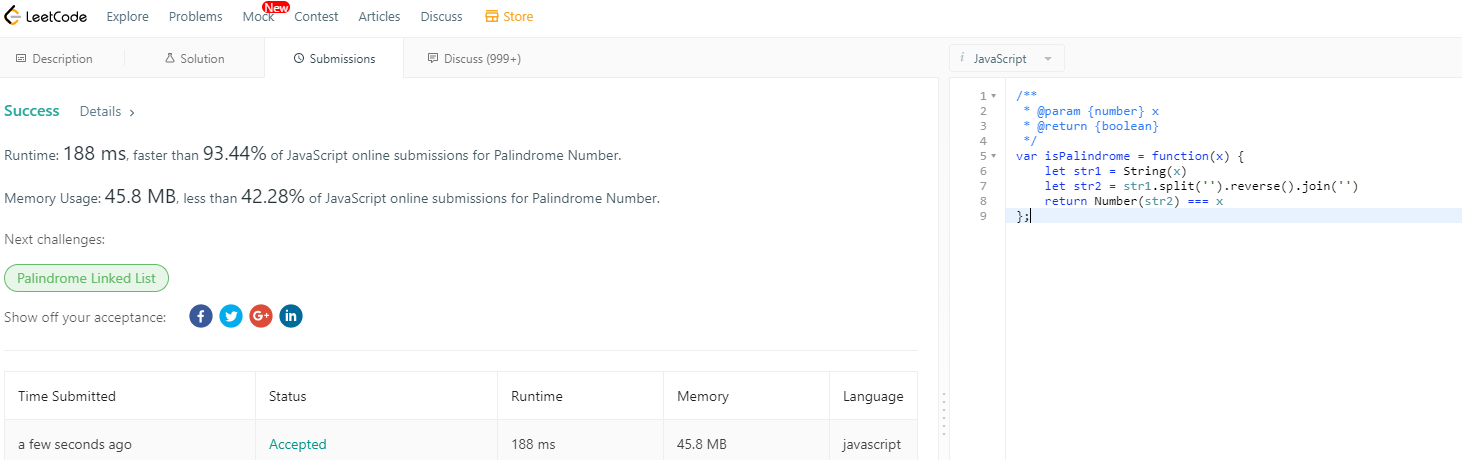 LeetCode Explore Problems Mock New Contest Articles Discuss Store
Description Solution Submissions Discuss (999+)
i JavaScript
Success Details >
Runtime: 188 ms, faster than 93.44% of JavaScript online submissions for Palindrome Number.
Memory Usage: 45.8 MB, less than 42.28% of JavaScript online submissions for Palindrome Number.
Next challenges:
Palindrome Linked List
Show off your acceptance: f G+ in
Time Submitted Status Runtime Memory Language
a few seconds ago Accepted 188 ms 45.8 MB javascript
1 /**
2  * @param {number} x
3  * @return {boolean}
4  */
5 var isPalindrome = function(x) {
6     let str1 = String(x)
7     let str2 = str1.split('').reverse().join('')
8     return Number(str2) === x
9 };